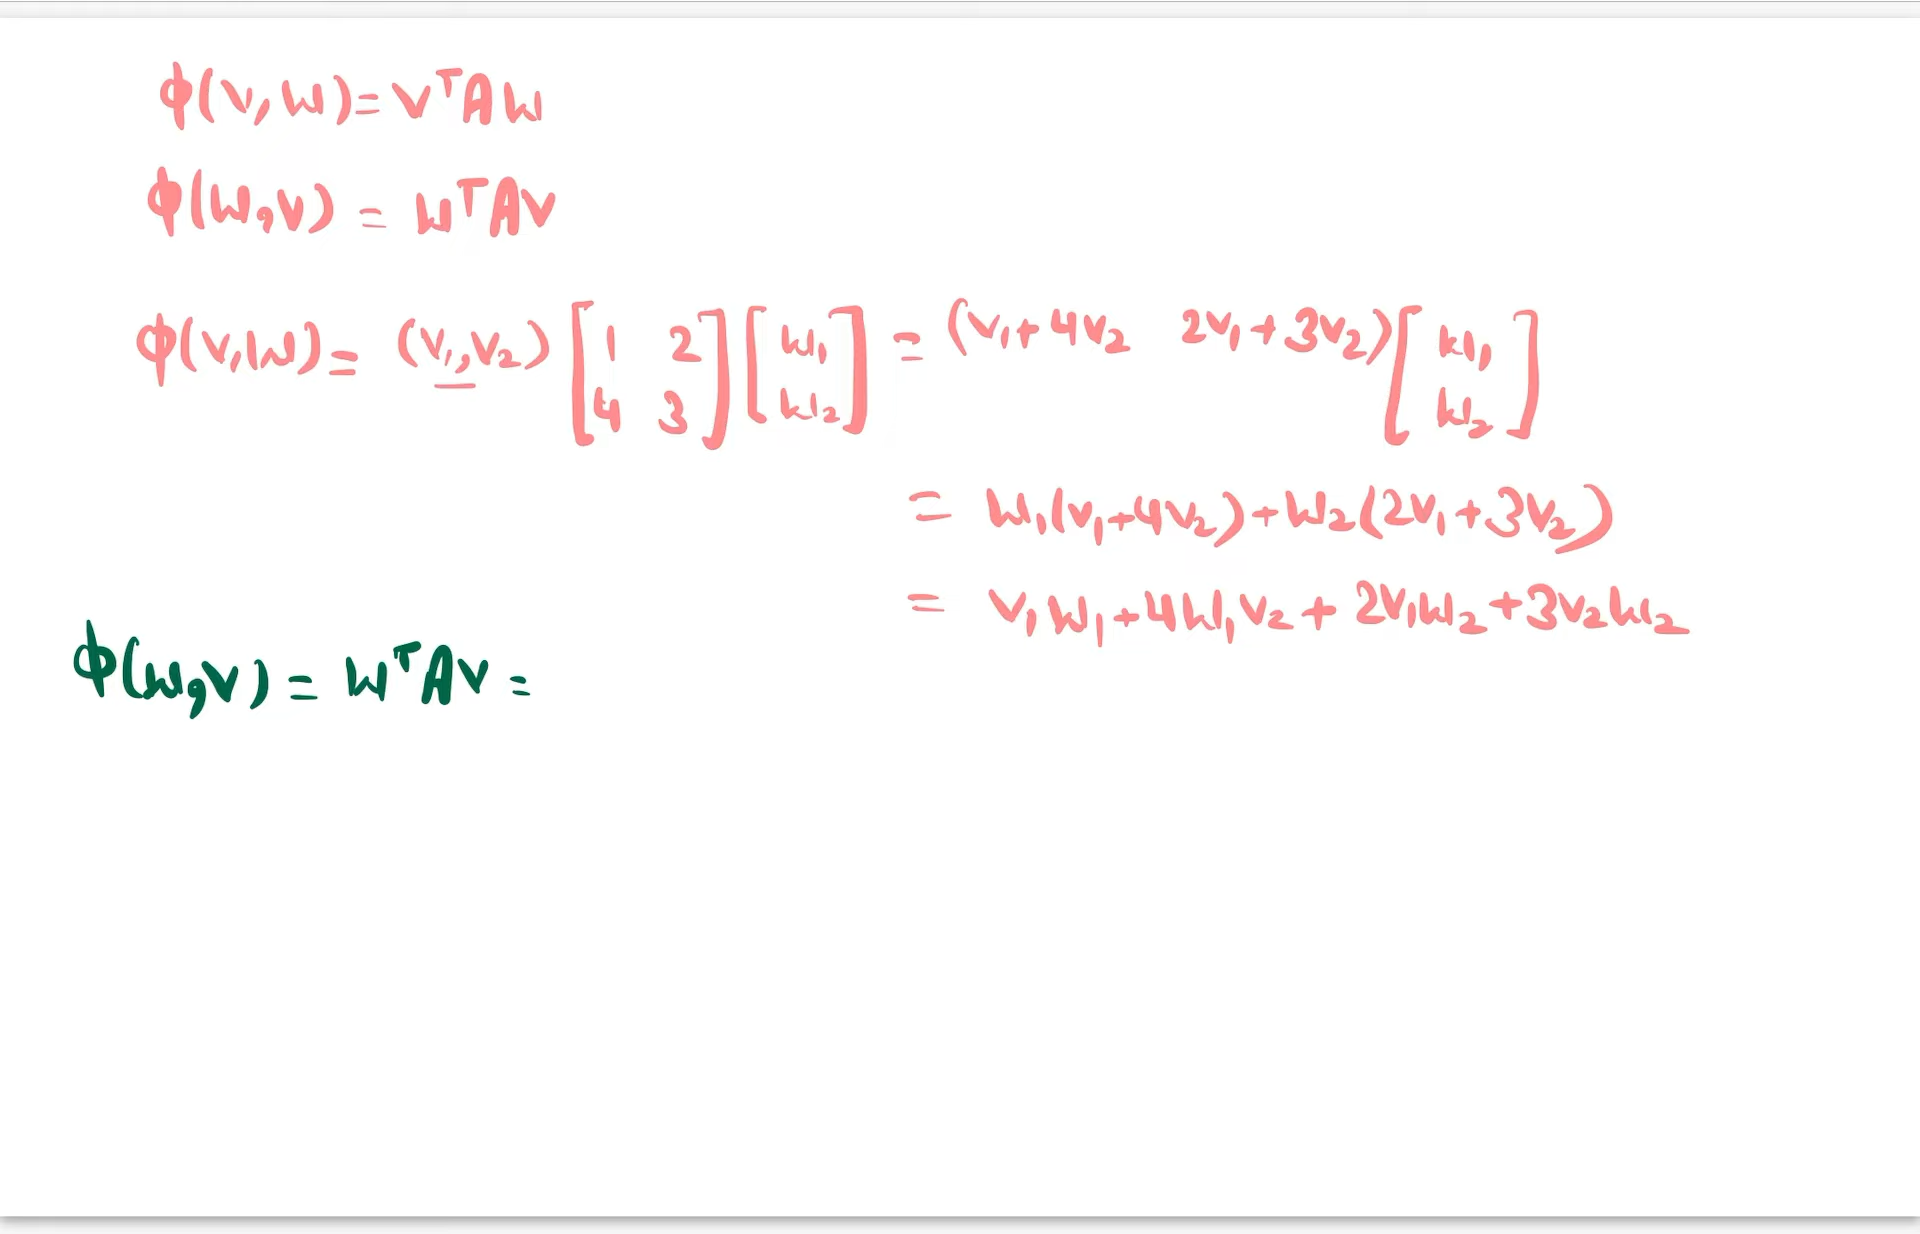 ϕ(v, w) = vᵀAw
ϕ(w, v) = wᵀAv
ϕ(v, w) = (v₁, v₂) [1 2; 4 3] [w₁; w₂] = (v₁+4v₂ 2v₁+3v₂) [w₁; w₂]
= w₁(v₁+4v₂)+w₂(2v₁+3v₂)
= v₁w₁+4w₁v₂+2v₁w₂+3v₂w₂
ϕ(w, v) = wᵀAv =